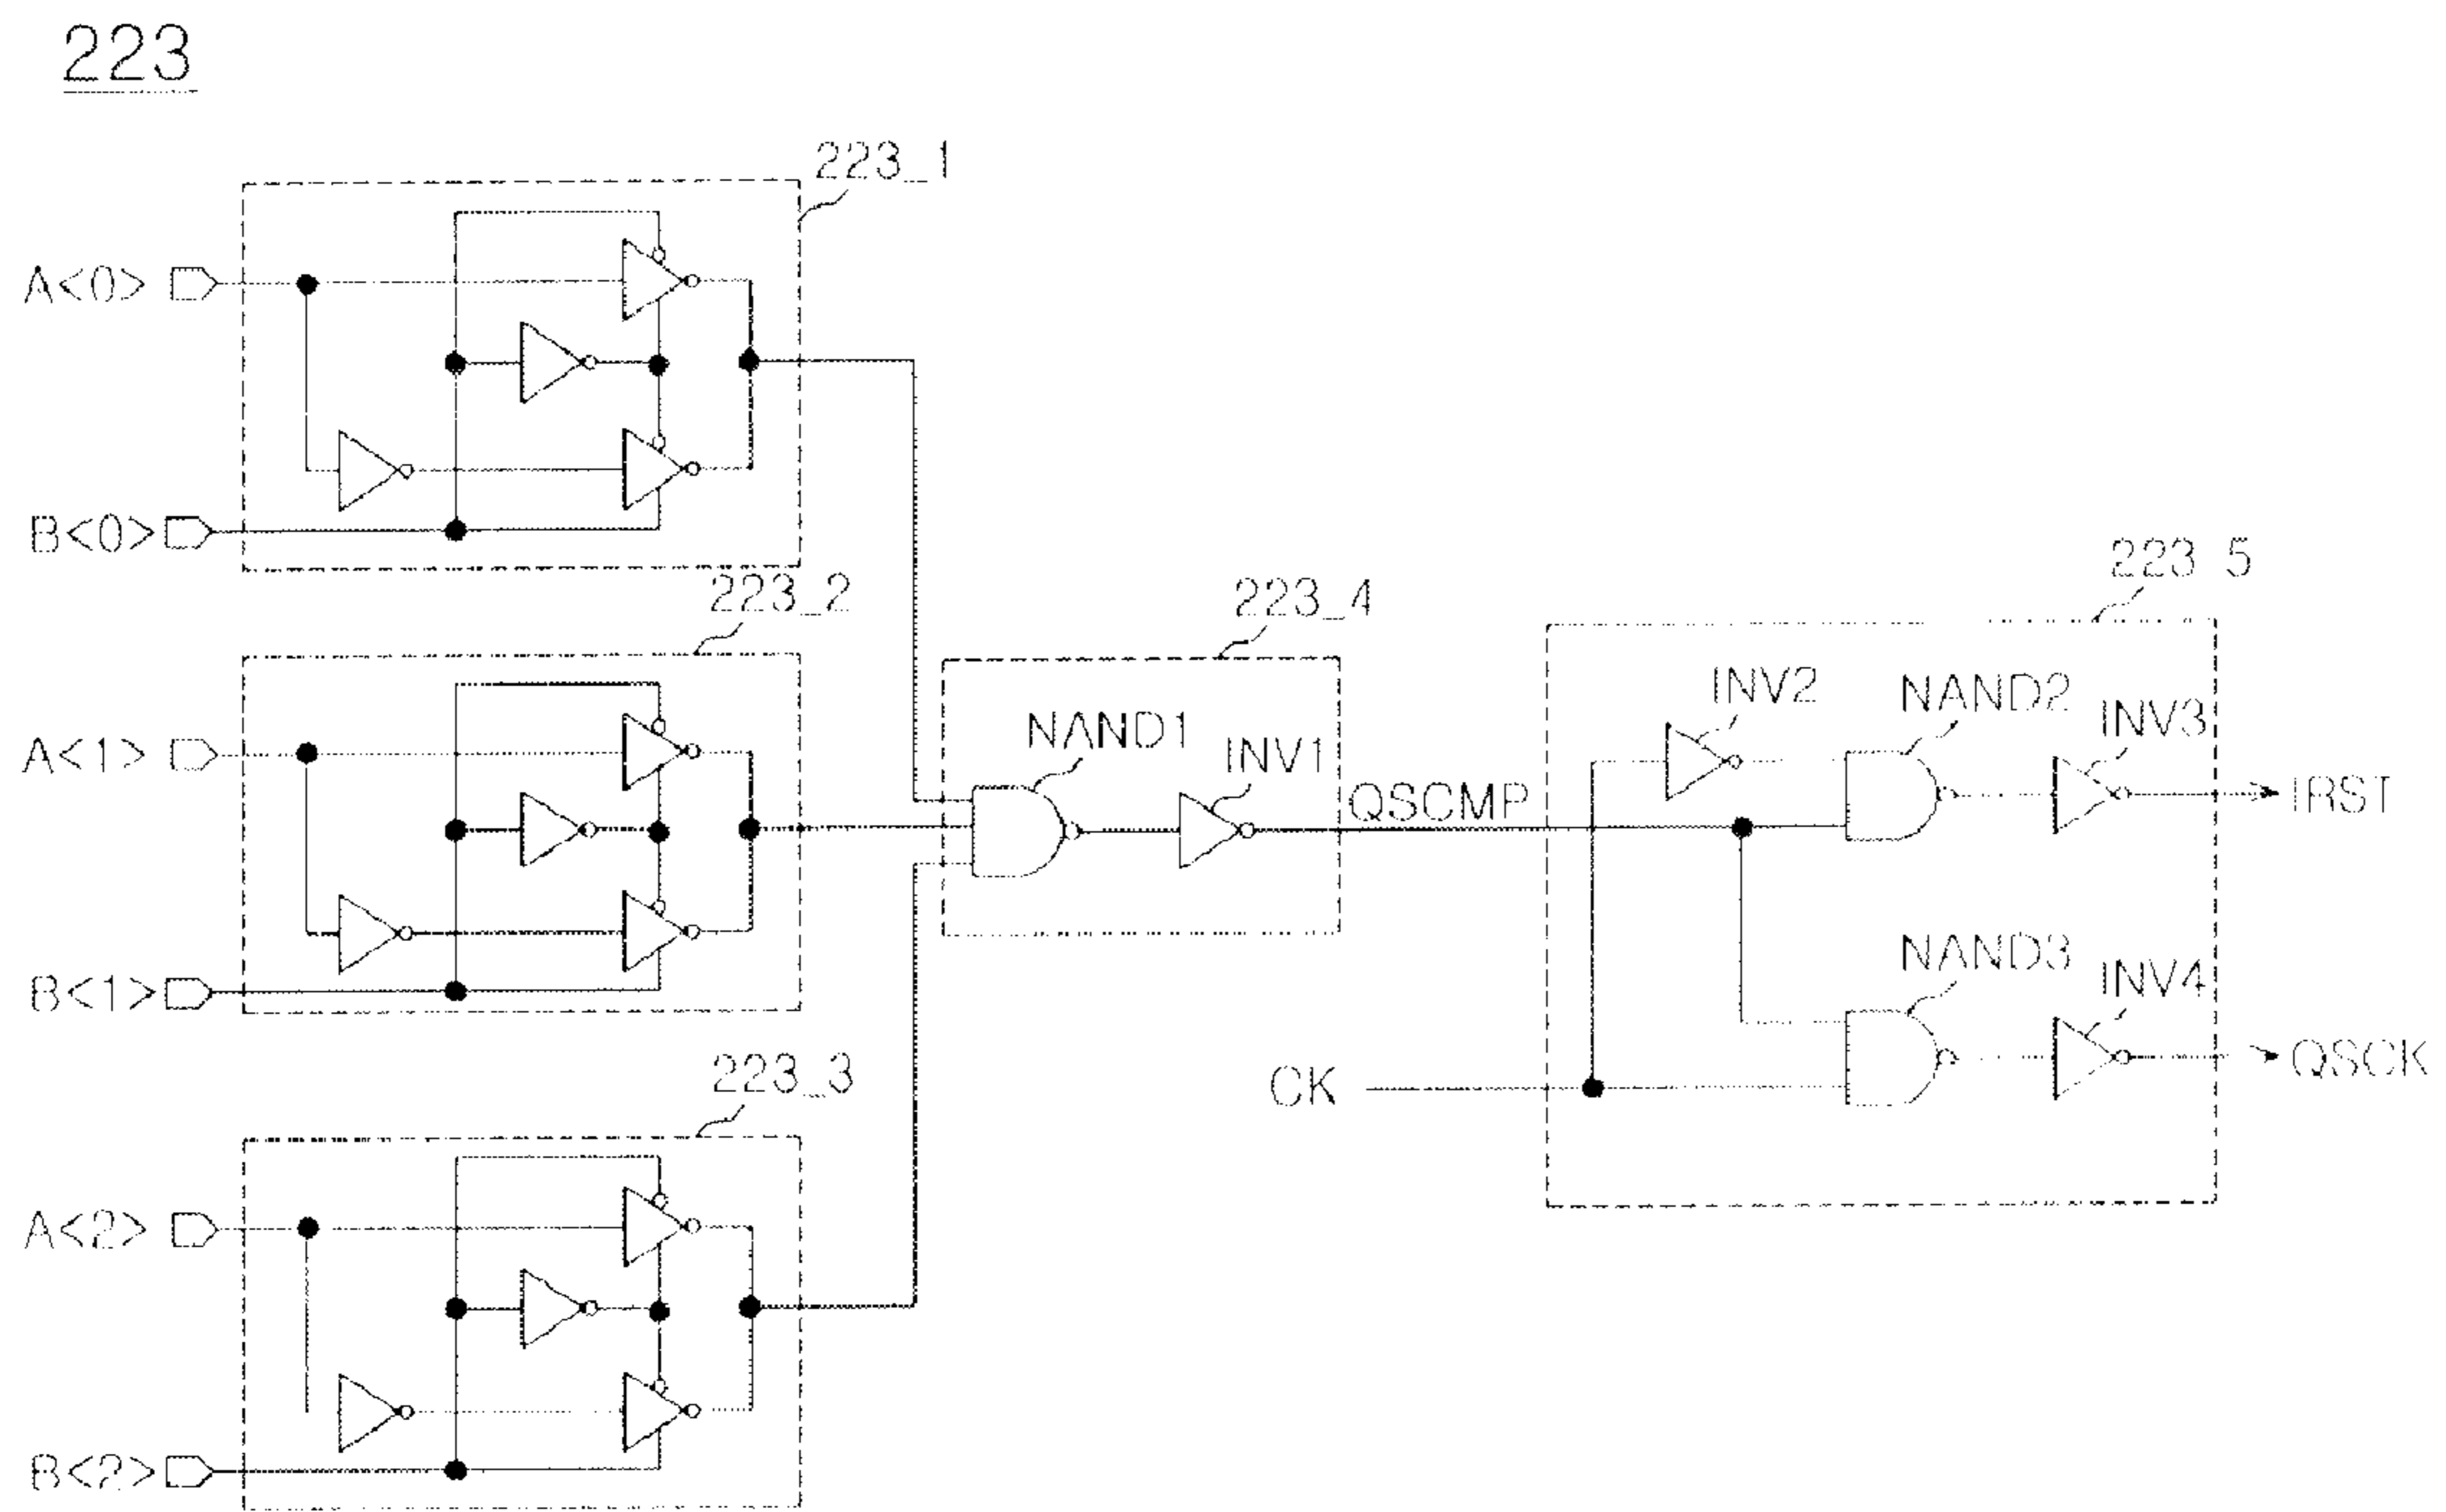 223
223_1
A<0>
B<0>
223_2
A<1>
B<1>
223_3
A<2>
B<2>
223_4
NAND1
INV1
QSCMP
223_5
INV2
NAND2
INV3
IRST
NAND3
INV4
CK
QSCK